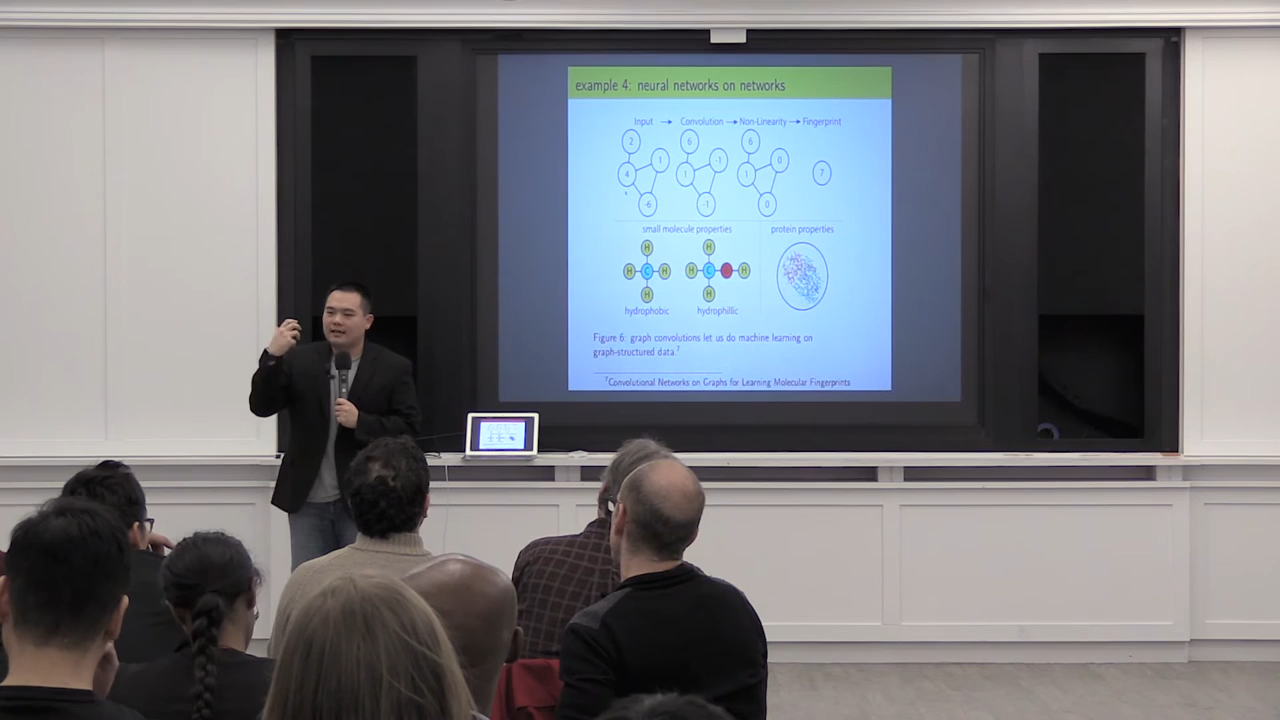 example 4: neural networks on networks
Input → Convolution → Non-Linearity → Fingerprint
2 6 6
1 -1 0
4 1 1 7
-6 -1 0
small molecule properties protein properties
H H
H C H H C H
H H
hydrophobic hydrophillic
Figure 6: graph convolutions let us do machine learning on
graph-structured data.7
7Convolutional Networks on Graphs for Learning Molecular Fingerprints